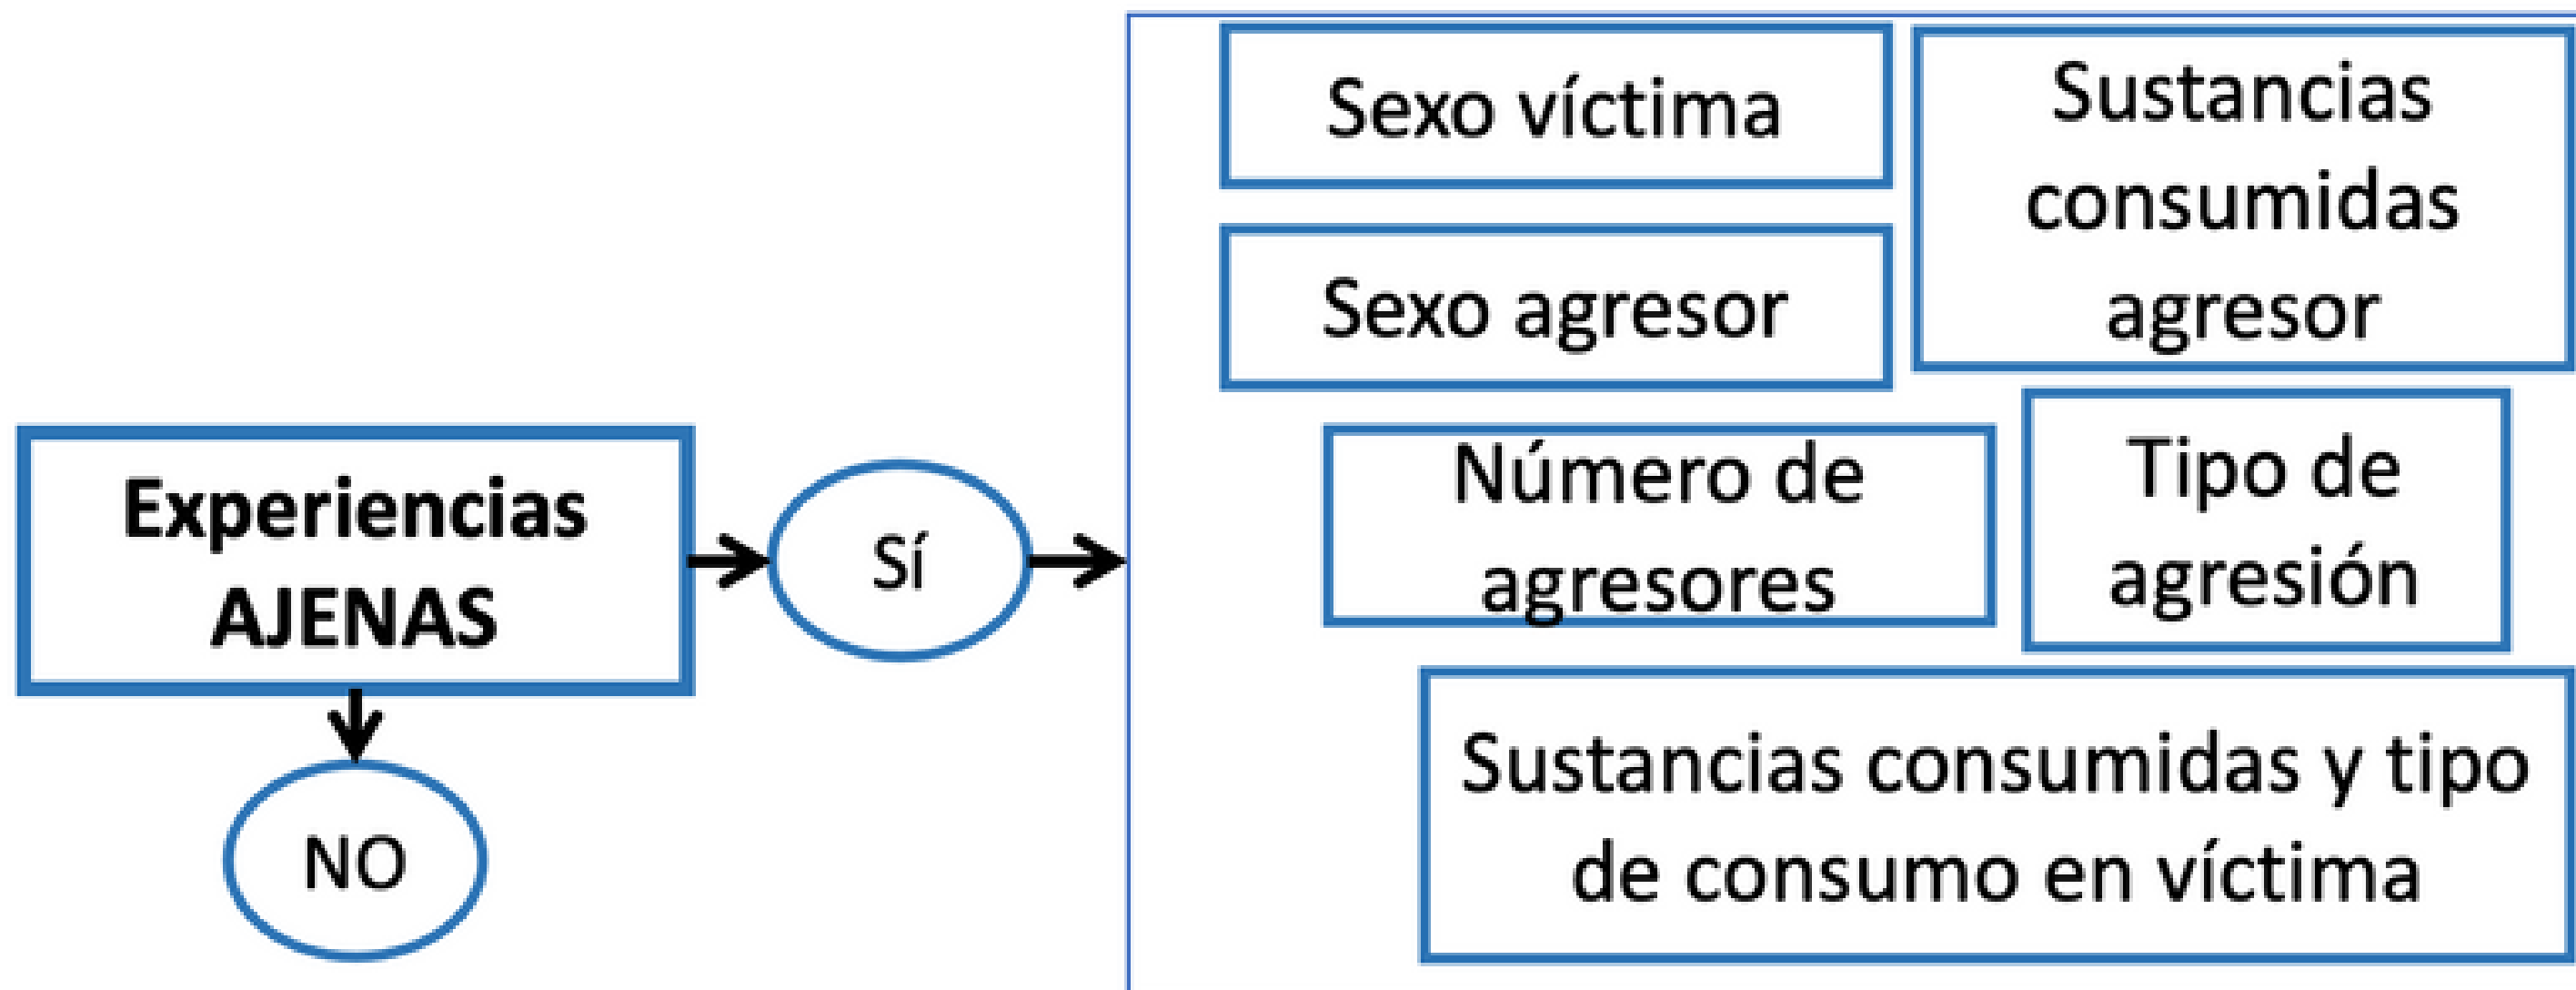 Experiencias
AJENAS
Sí
NO
Sexo víctima
Sexo agresor
Sustancias
consumidas
agresor
Número de
agresores
Tipo de
agresión
Sustancias consumidas y tipo
de consumo en víctima